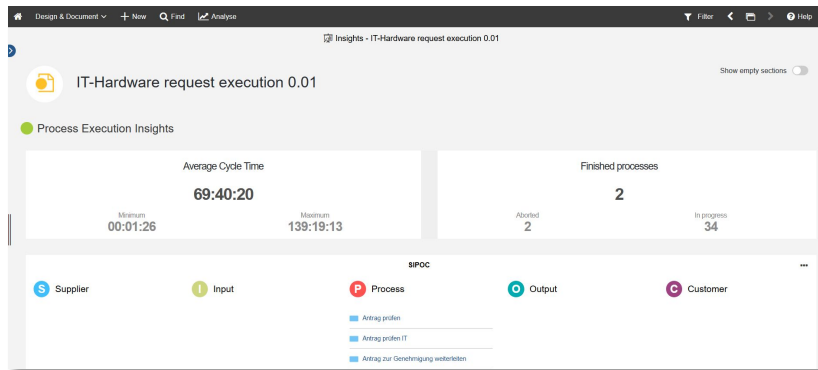 Design & Document + New Find Analyse Filter Help
Insights - IT-Hardware request execution 0.01
IT-Hardware request execution 0.01
Show empty sections
Process Execution Insights
Average Cycle Time
69:40:20
Minimum Maximum
00:01:26 139:19:13
Finished processes
2
Aborted In progress
2 34
SIPOC
S Supplier I Input P Process O Output C Customer
Antrag prüfen
Antrag prüfen IT
Antrag zur Genehmigung weiterleiten